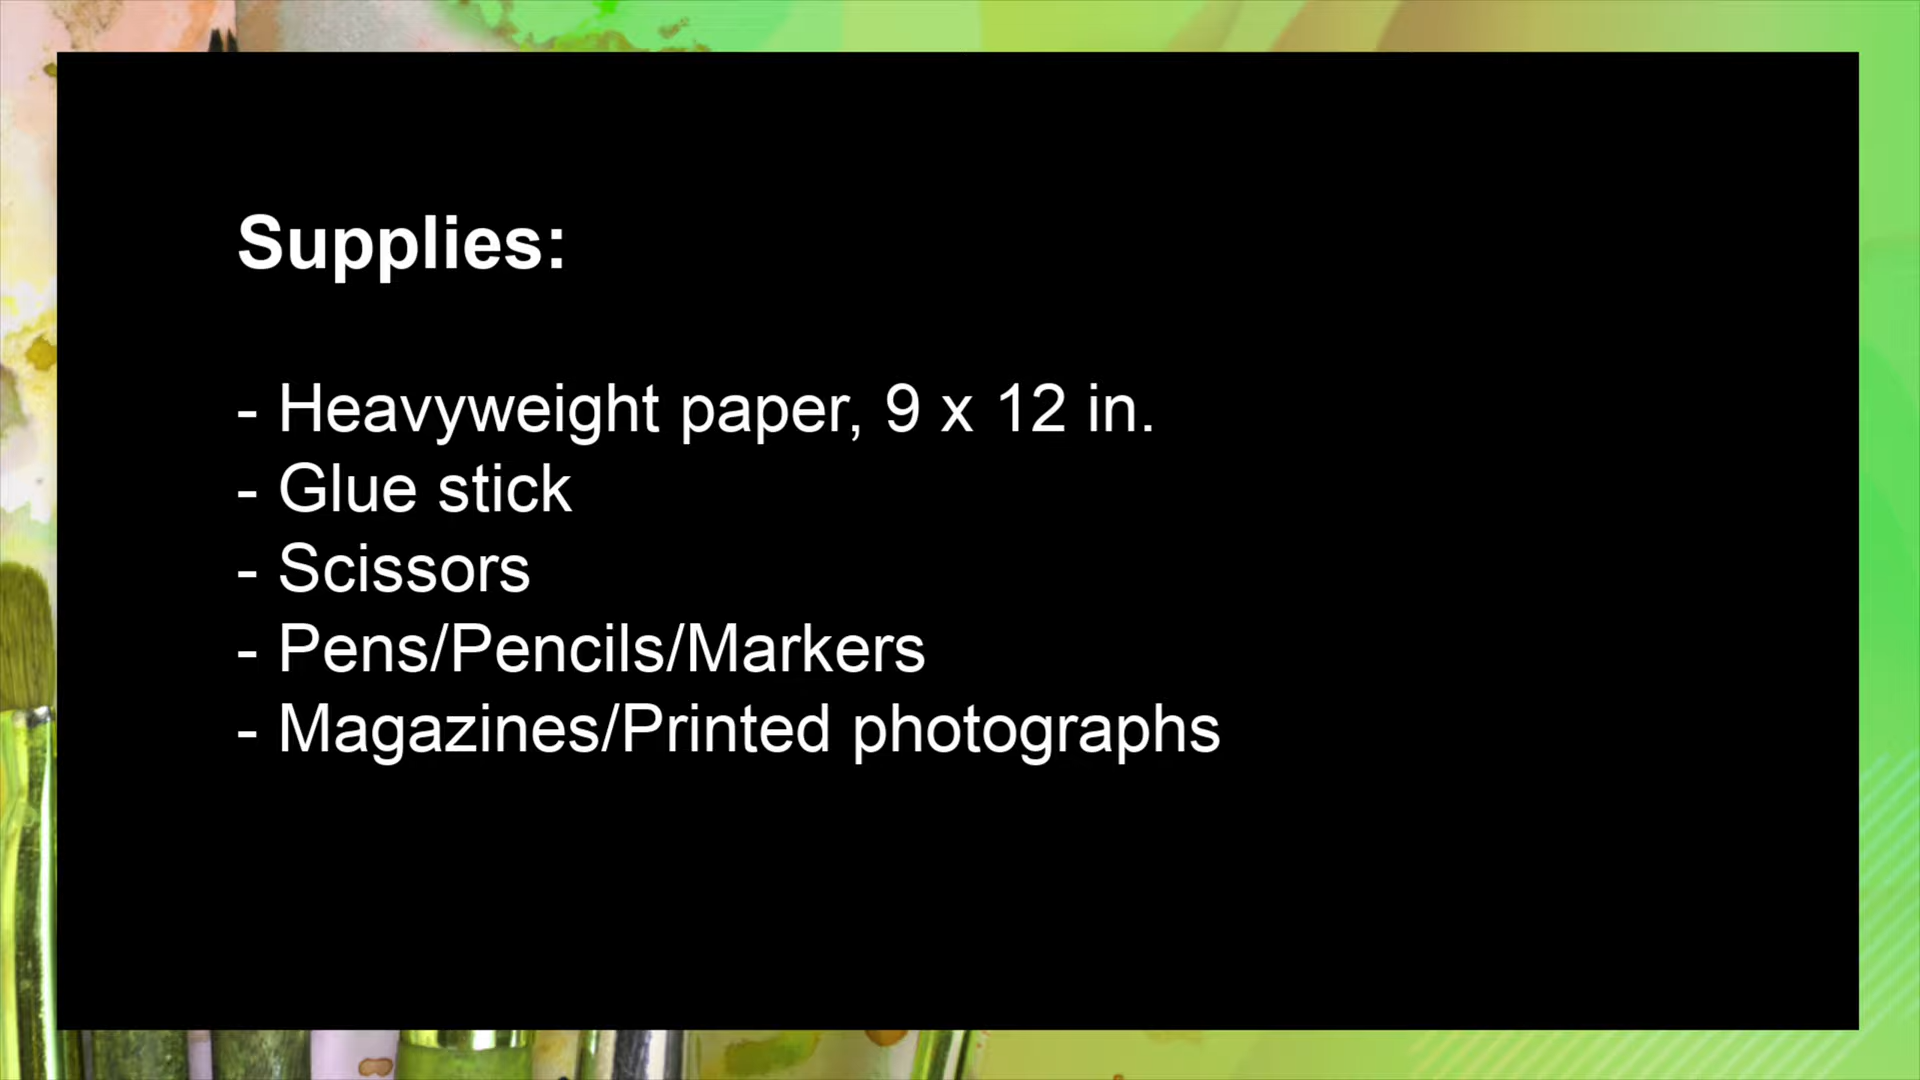 Supplies:
- Heavyweight paper, 9 x 12 in.
- Glue stick
- Scissors
- Pens/Pencils/Markers
- Magazines/Printed photographs